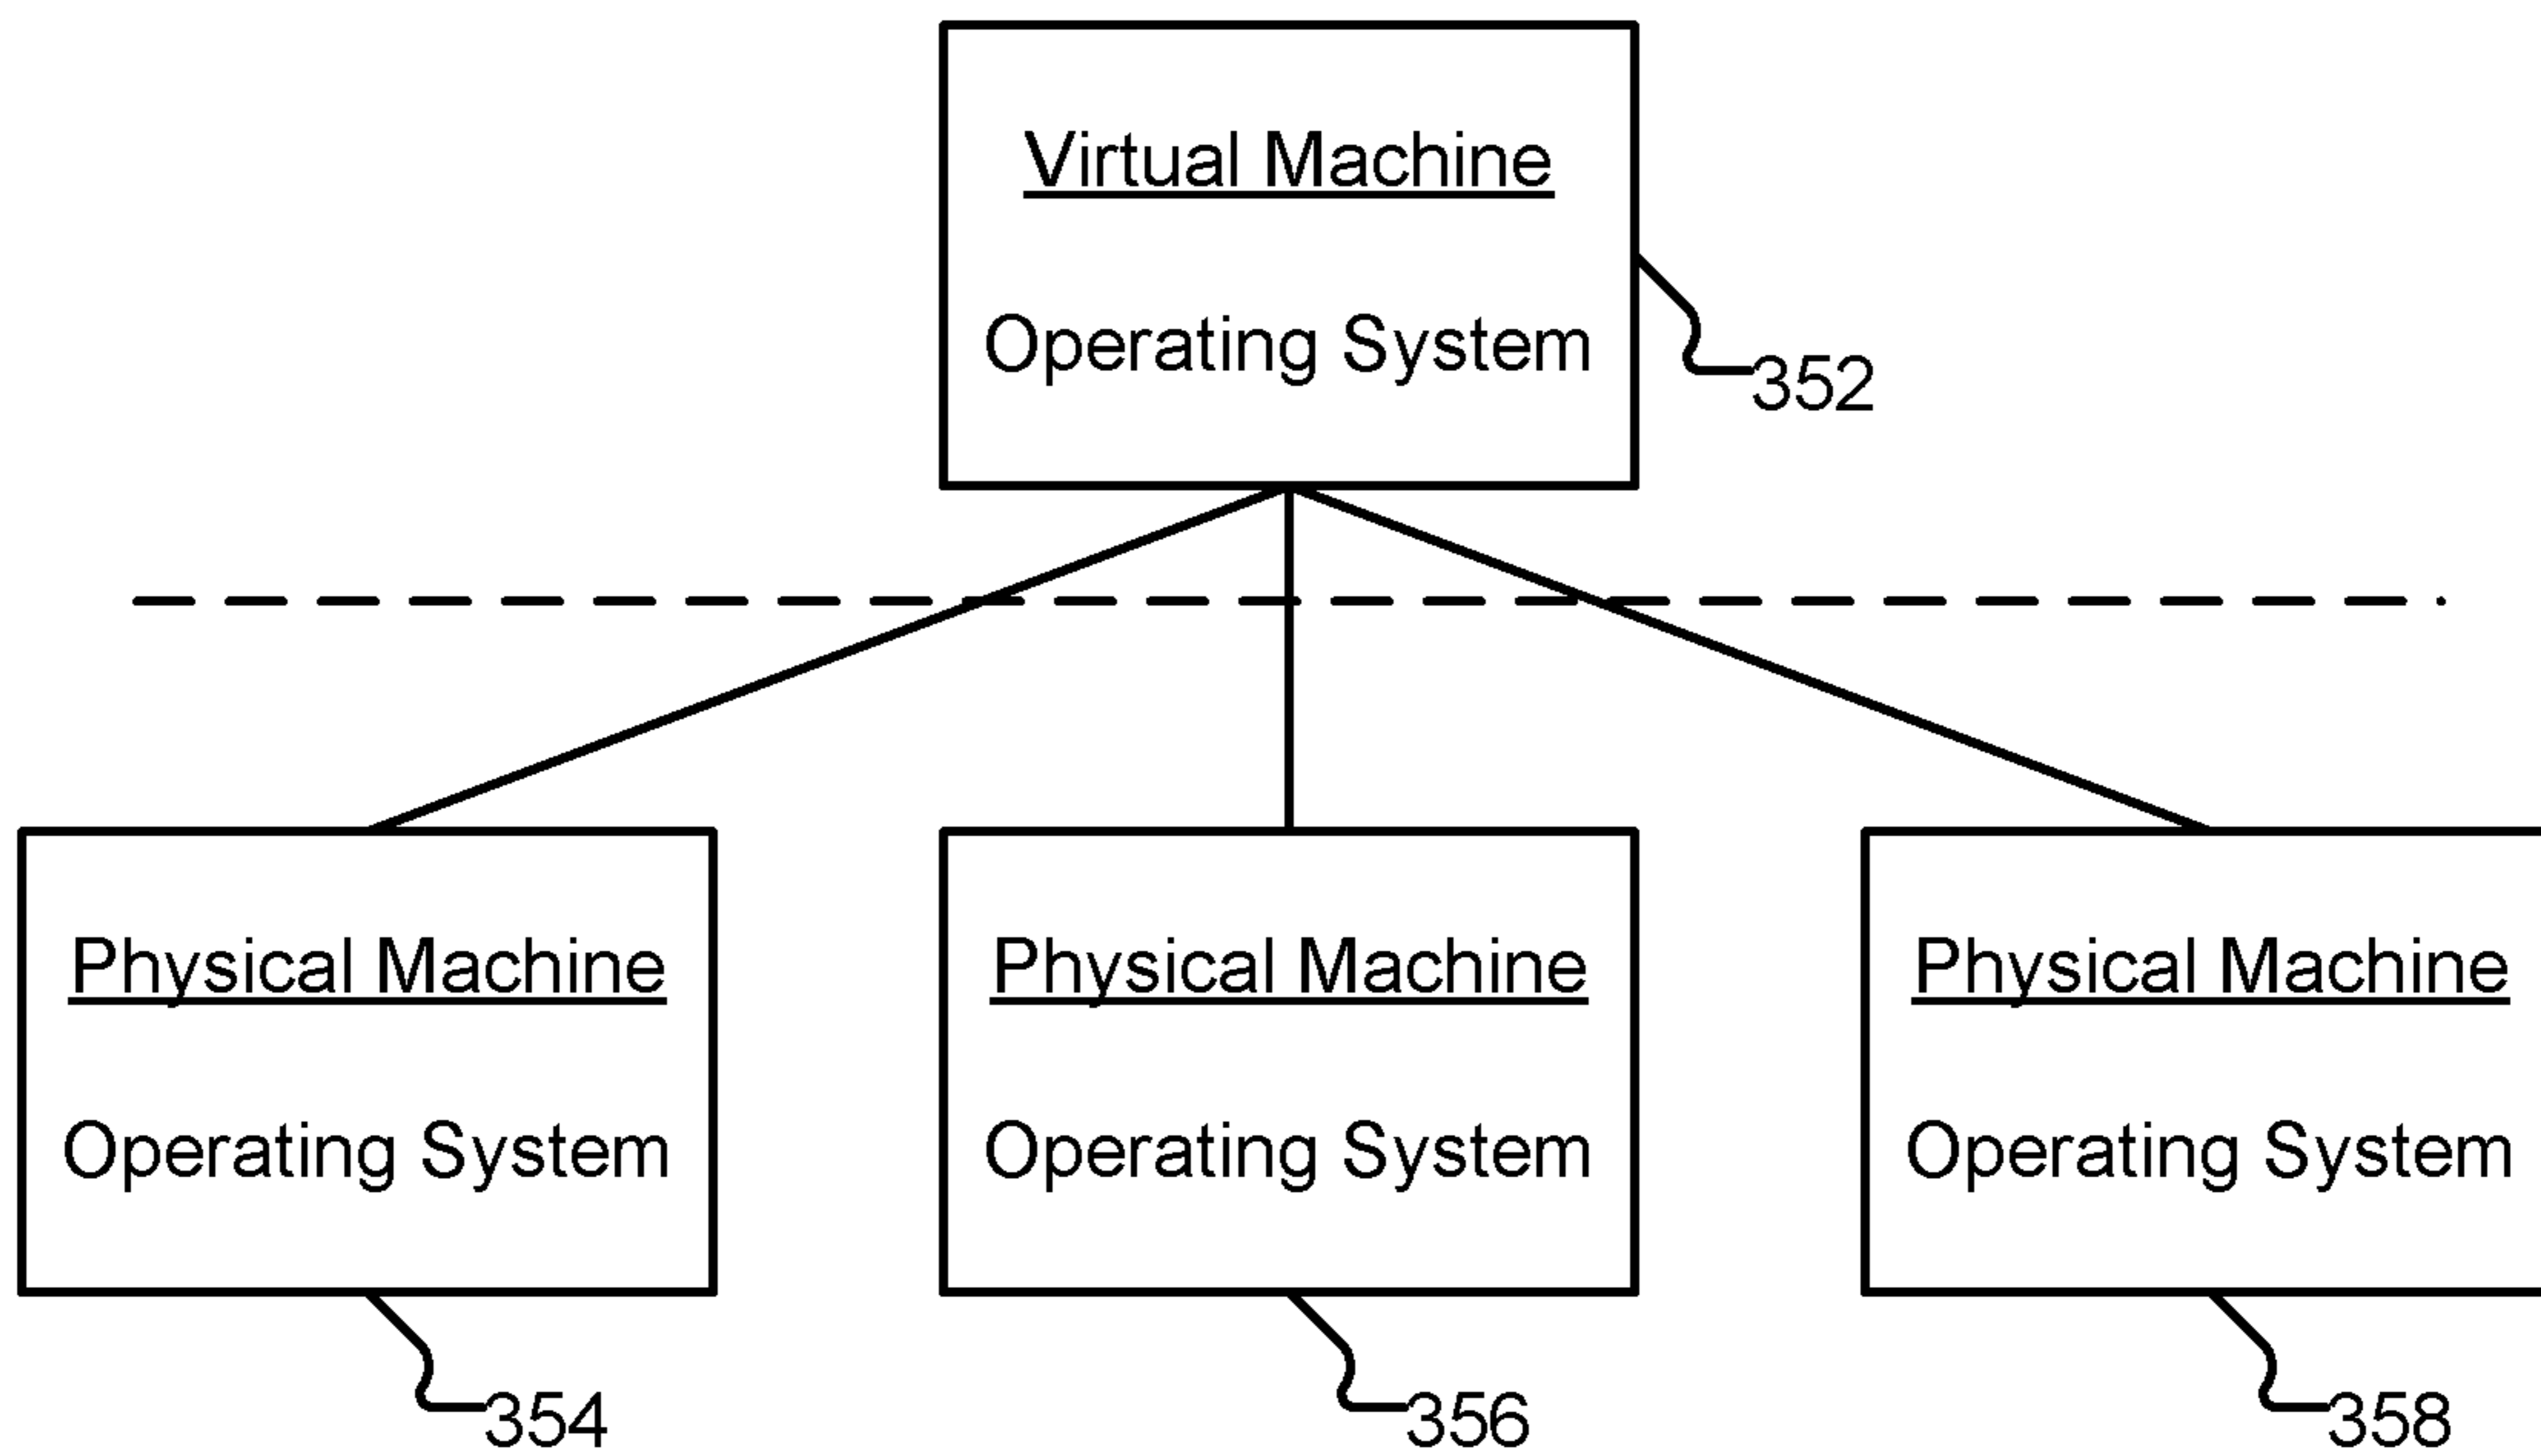 Virtual Machine
Operating System
352
Physical Machine
Operating System
354
Physical Machine
Operating System
356
Physical Machine
Operating System
358